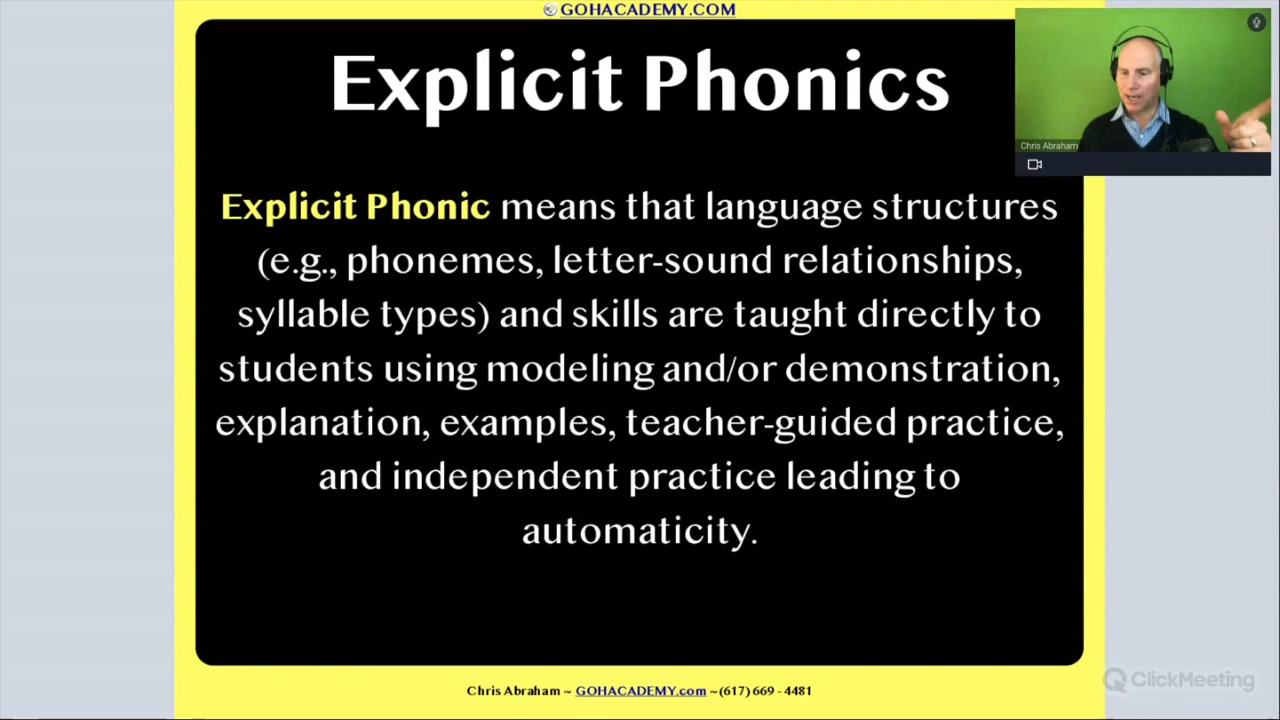 GOHACADEMY.COM
Explicit Phonics
Chris Abraham
Explicit Phonic means that language structures
(e.g., phonemes, letter-sound relationships,
syllable types) and skills are taught directly to
students using modeling and/or demonstration,
explanation, examples, teacher-guided practice,
and independent practice leading to
automaticity.
Chris Abraham ~ GOHACADEMY.com ~(617) 669 - 4481
ClickMeeting